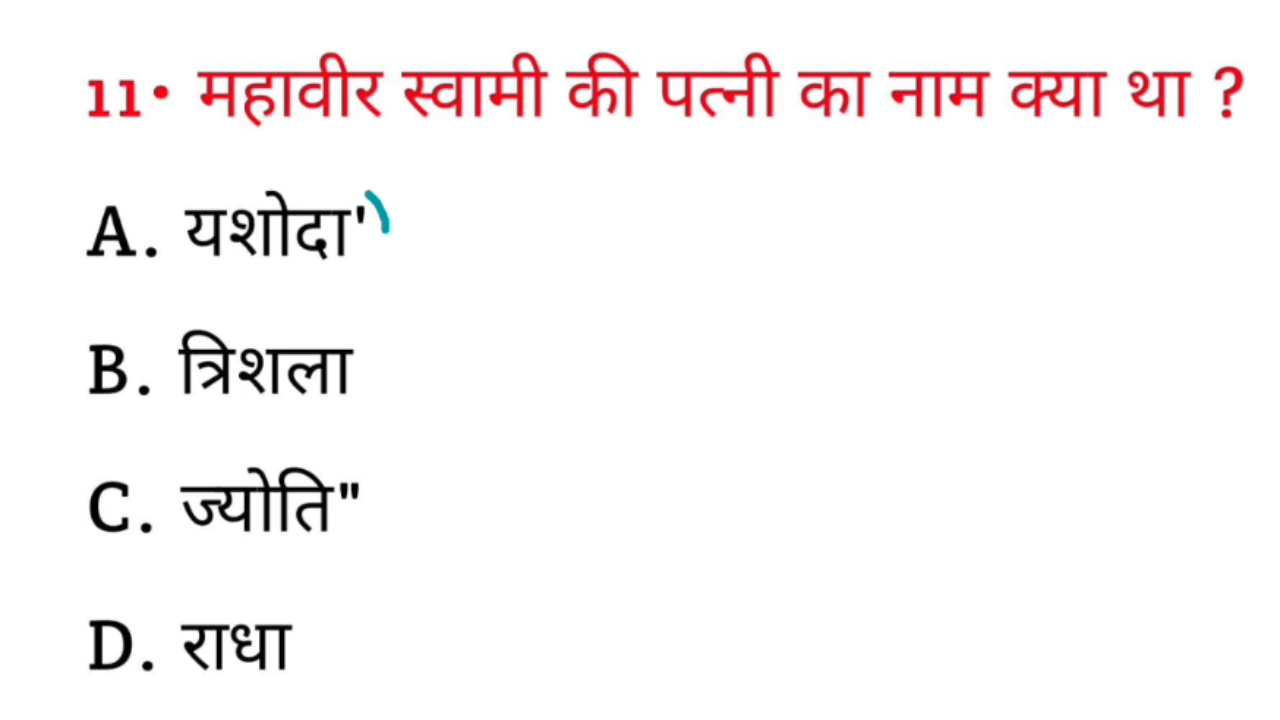 11• महावीर स्वामी की पत्नी का नाम क्या था ?
A. यशोदा'
B. त्रिशला
C. ज्योति"
D. राधा